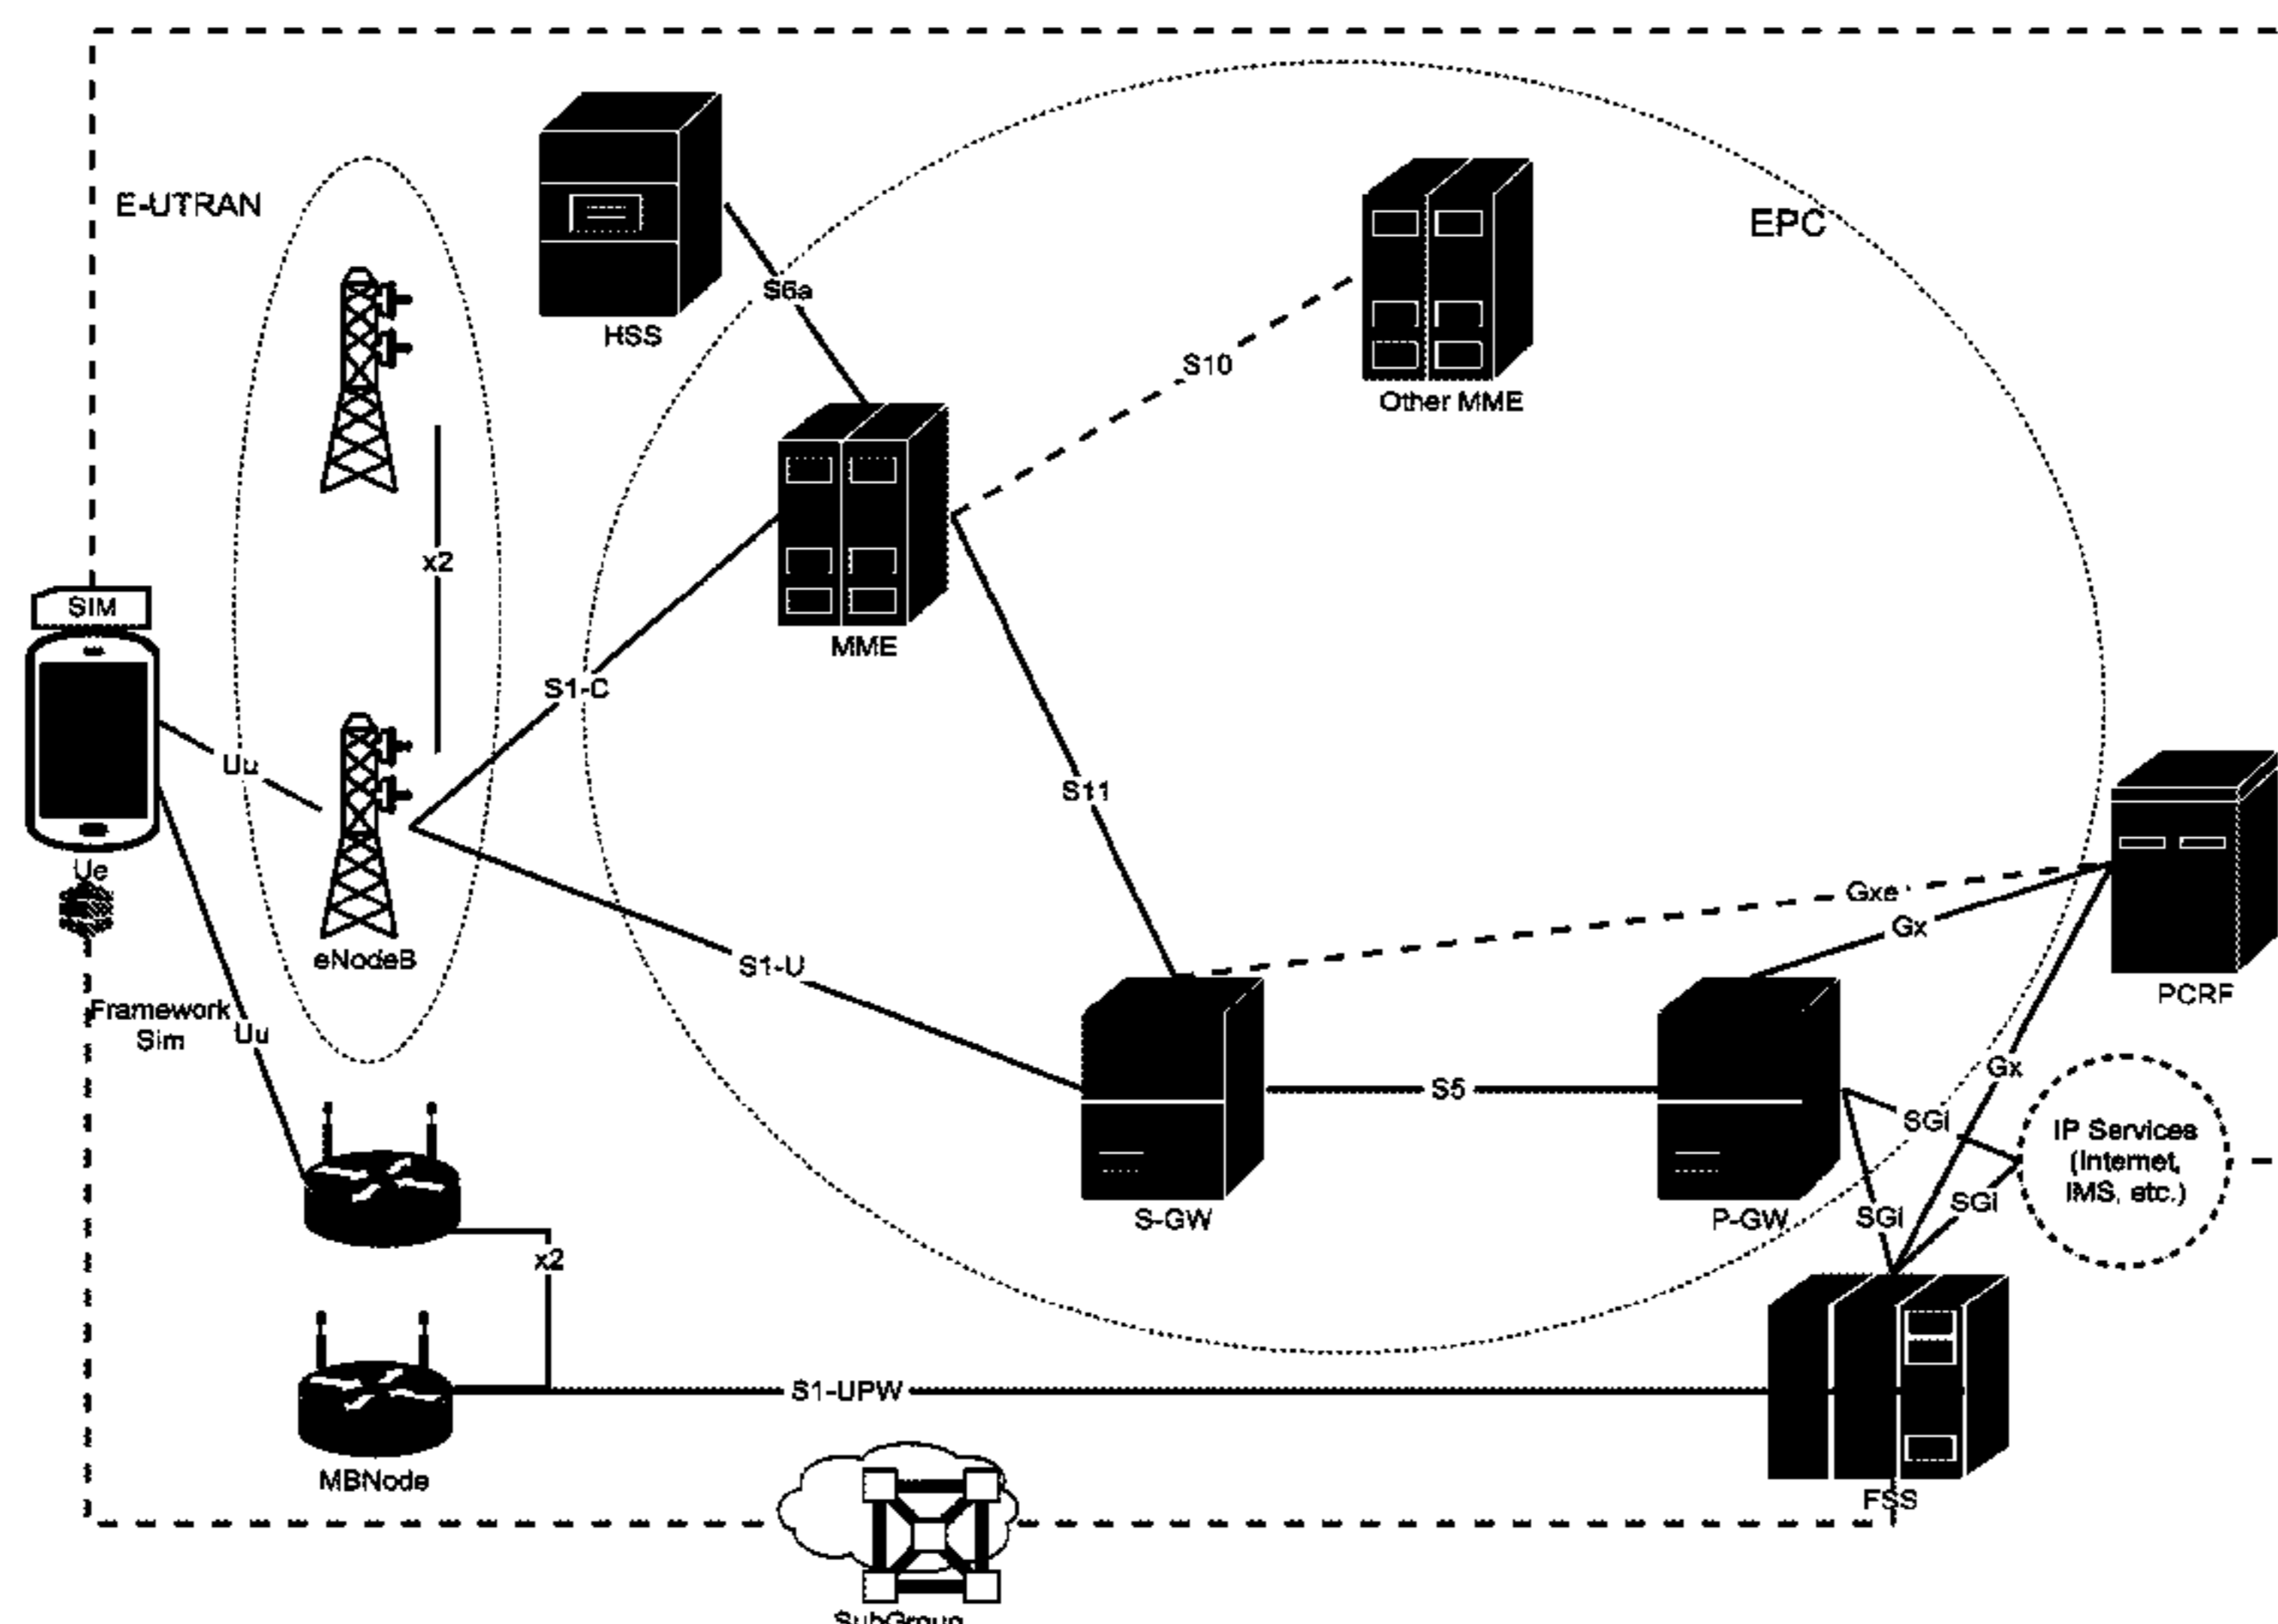 E-UTRAN
EPC
HSS
S6a
S10
Other MME
x2
SIM
MME
S1-C
Uu
S11
Ue
Gxe
Gx
eNodeB
S1-U
PCRF
Framework
Sim
Uu
Gx
S5
SGi
IP Services
(Internet,
IMS, etc.)
SGi
SGi
S-GW
P-GW
x2
S1-UPW
MBNode
FSS
SubGroup